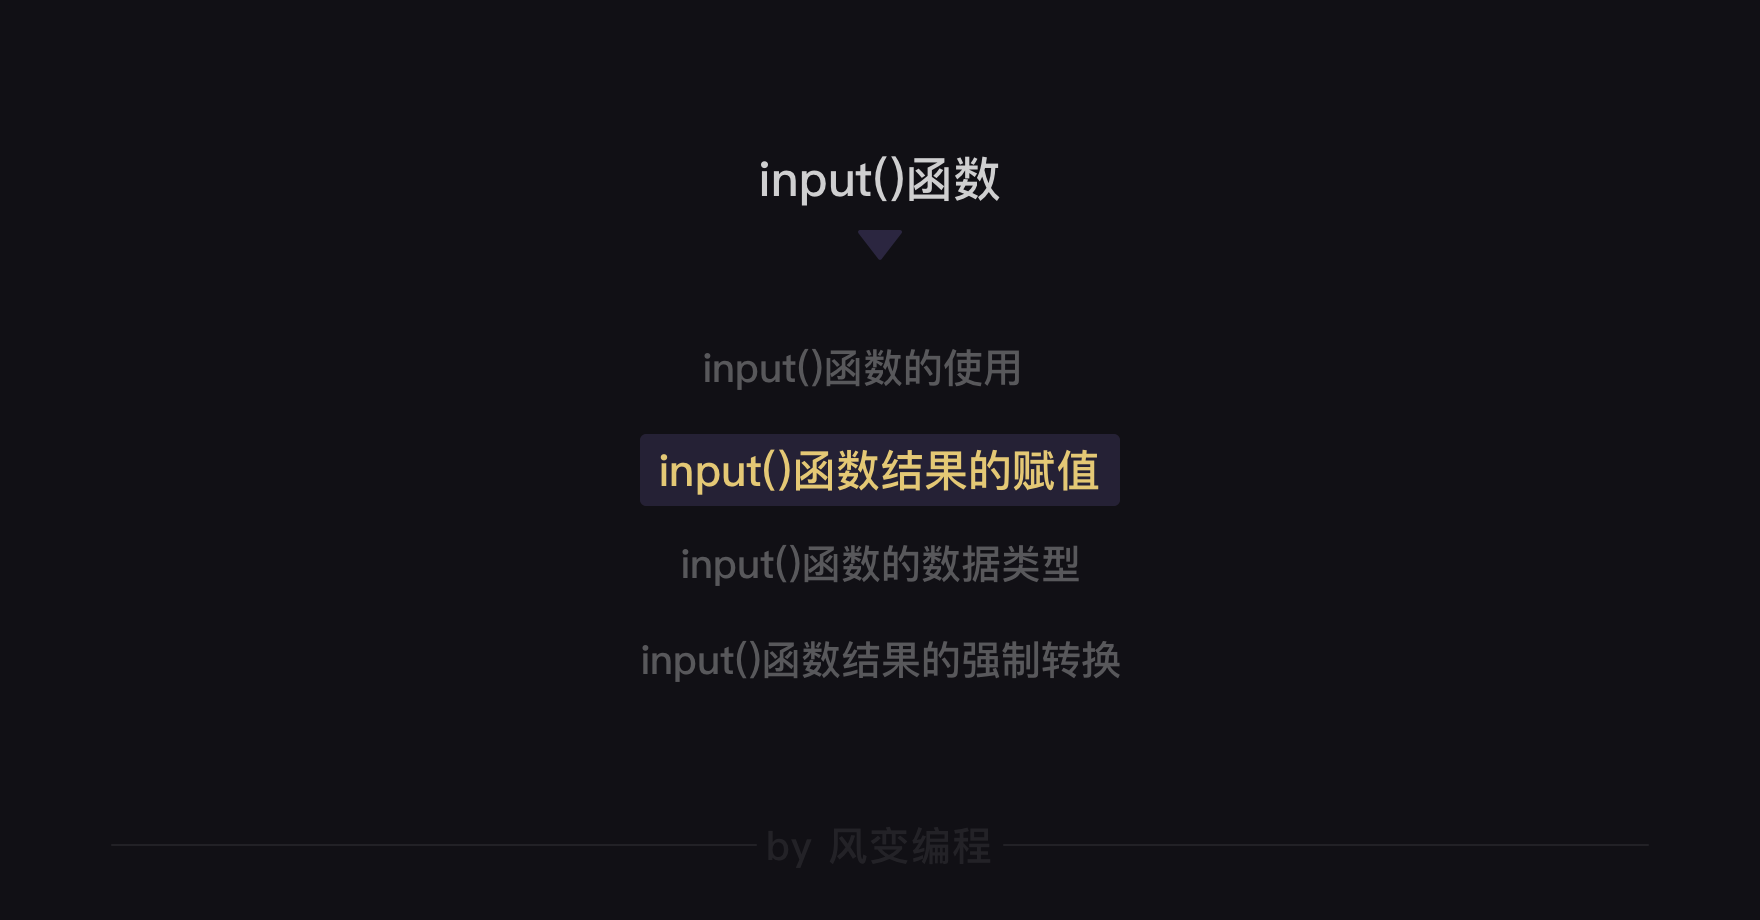 input()函数
input()函数的使用
input()函数结果的赋值
input()函数的数据类型
input()函数结果的强制转换
by 风变编程